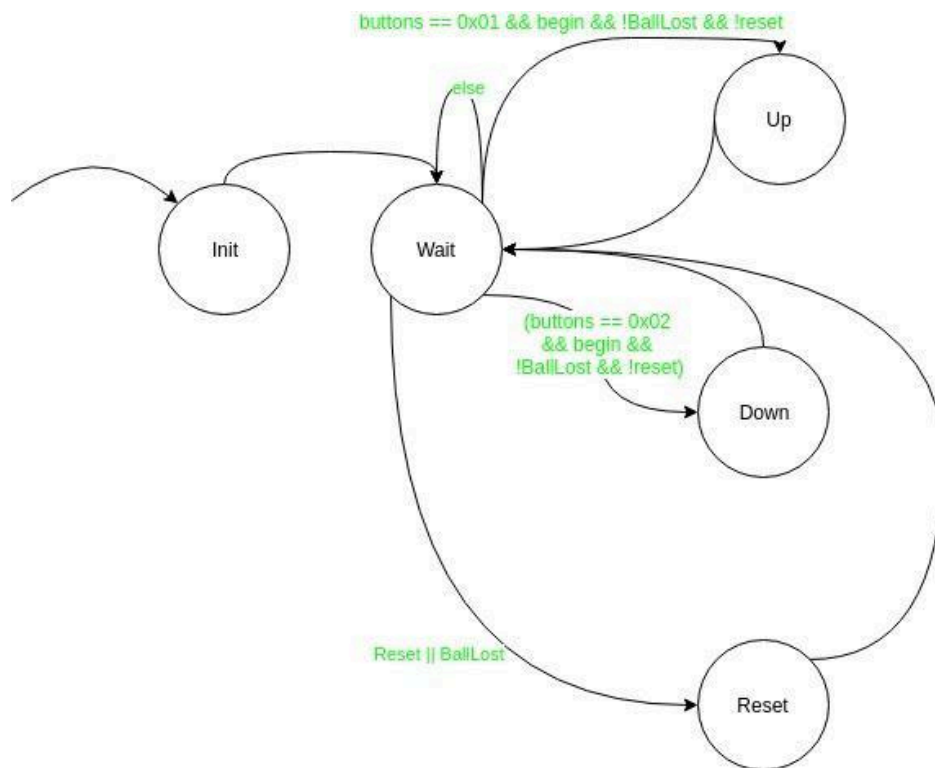 buttons == 0x01 && begin && !BallLost && !reset
else
Up
Init
Wait
(buttons == 0x02
&& begin &&
!BallLost && !reset)
Down
Reset || BallLost
Reset